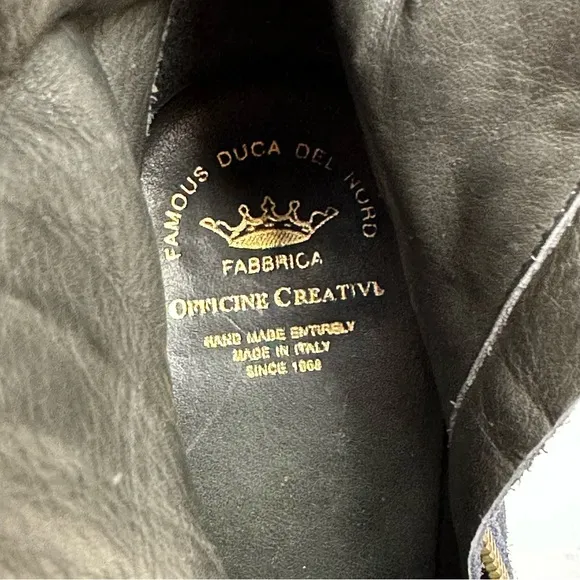 FAMOUS DUCA DEL NORD
FABBRICA
OFFICINE CREATIVE
HAND MADE ENTIRELY
MADE IN ITALY
SINCE 1968